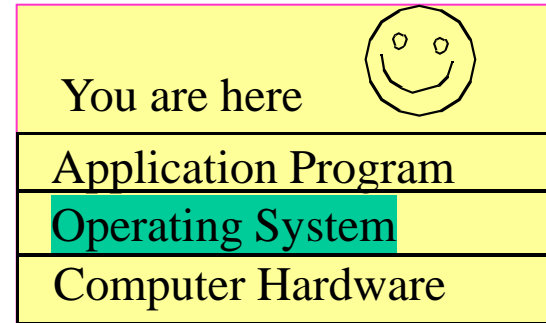 You are here
Application Program
Operating System
Computer Hardware